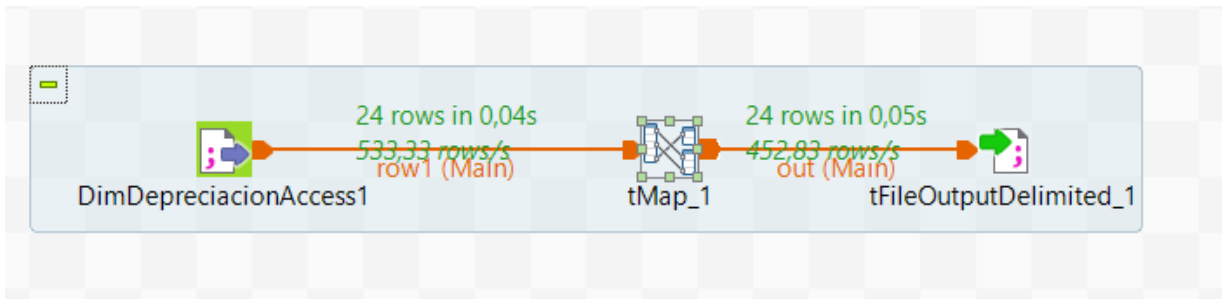 24 rows in 0,04s
533,33 rows/s
row1 (Main)
24 rows in 0,05s
452,83 rows/s
out (Main)
DimDepreciacionAccess1
tMap_1
tFileOutputDelimited_1